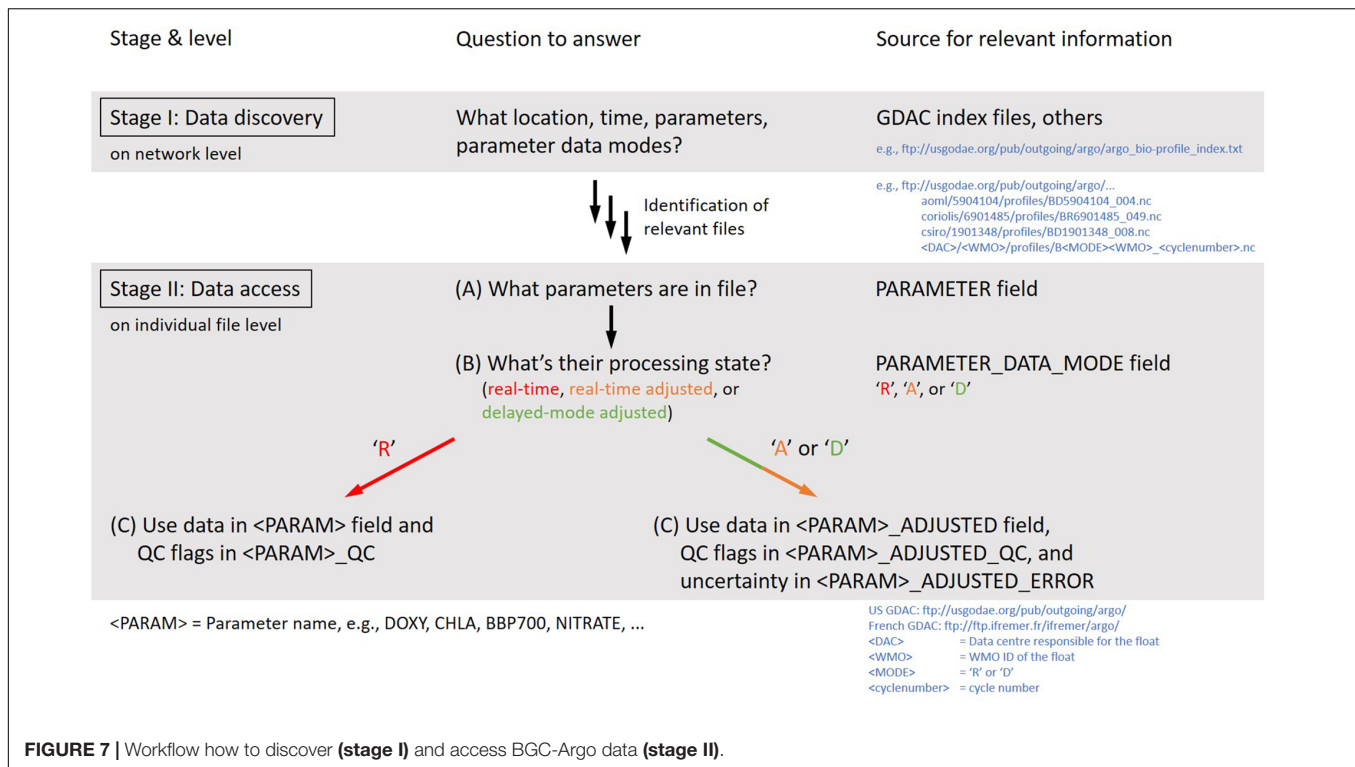 Stage & level
Question to answer
Source for relevant information
Stage I: Data discovery
on network level
What location, time, parameters,
parameter data modes?
GDAC index files, others
e.g., ftp://usgodae.org/pub/outgoing/argo/argo_bio-profile_index.txt
Identification of
relevant files
e.g., ftp://usgodae.org/pub/outgoing/argo/...
aoml/5904104/profiles/BD5904104_004.nc
coriolis/6901485/profiles/BR6901485_049.nc
csiro/1901348/profiles/BD1901348_008.nc
<DAC>/<WMO>/profiles/B<MODE><WMO>_<cyclenumber>.nc
Stage II: Data access
on individual file level
(A) What parameters are in file?
PARAMETER field
(B) What's their processing state?
(real-time, real-time adjusted, or
delayed-mode adjusted)
PARAMETER_DATA_MODE field
'R', 'A', or 'D'
'R'
'A' or 'D'
(C) Use data in <PARAM> field and
QC flags in <PARAM>_QC
(C) Use data in <PARAM>_ADJUSTED field,
QC flags in <PARAM>_ADJUSTED_QC, and
uncertainty in <PARAM>_ADJUSTED_ERROR
<PARAM> = Parameter name, e.g., DOXY, CHLA, BBP700, NITRATE, ...
US GDAC: ftp://usgodae.org/pub/outgoing/argo/
French GDAC: ftp://ftp.ifremer.fr/ifremer/argo/
<DAC> = Data centre responsible for the float
<WMO> = WMO ID of the float
<MODE> = 'R' or 'D'
<cyclenumber> = cycle number
FIGURE 7 | Workflow how to discover (stage I) and access BGC-Argo data (stage II).